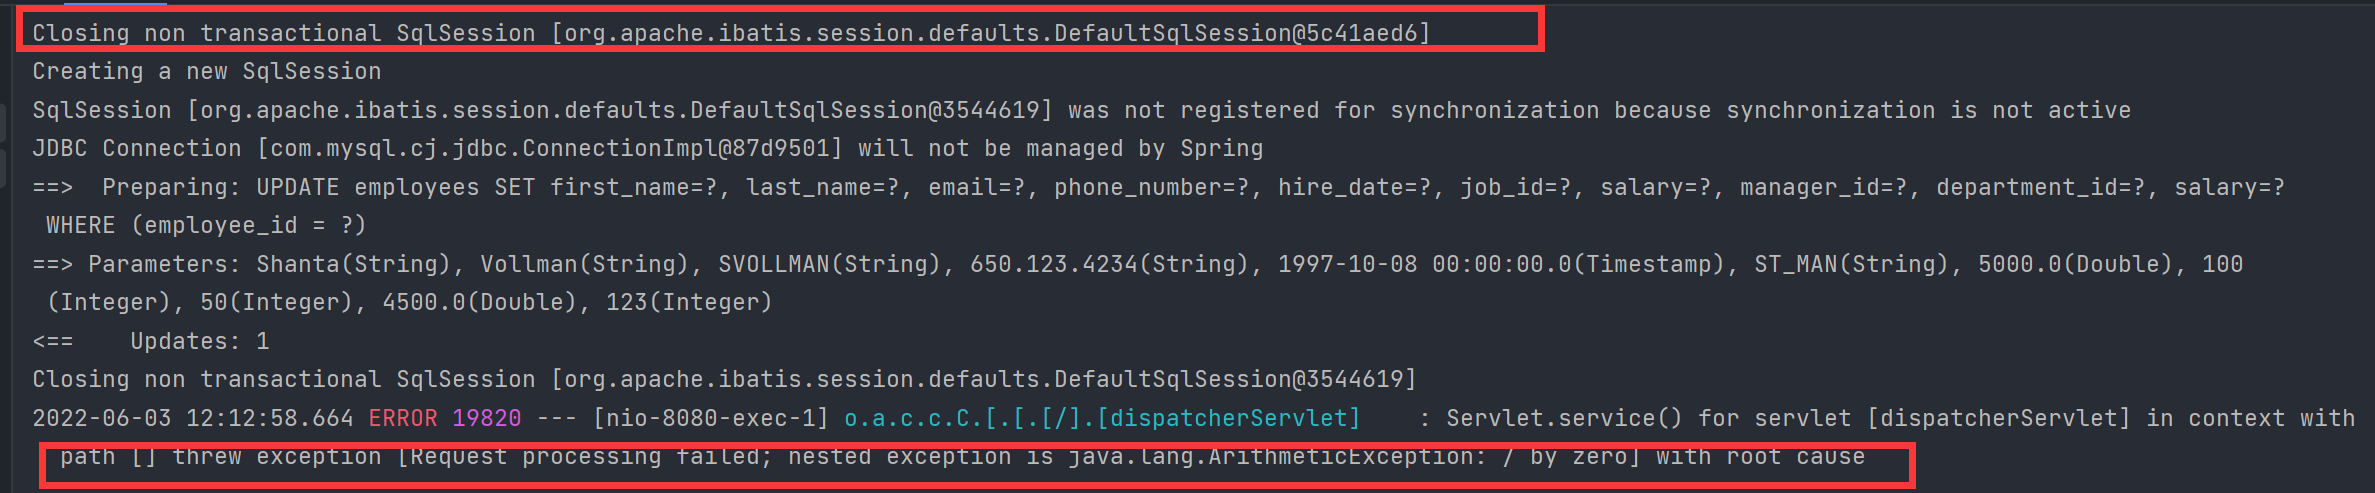 Closing non transactional SqlSession [org.apache.ibatis.session.defaults.DefaultSqlSession@5c41aed6]
Creating a new SqlSession
SqlSession [org.apache.ibatis.session.defaults.DefaultSqlSession@3544619] was not registered for synchronization because synchronization is not active
JDBC Connection [com.mysql.cj.jdbc.ConnectionImpl@87d9501] will not be managed by Spring
==>  Preparing: UPDATE employees SET first_name=?, last_name=?, email=?, phone_number=?, hire_date=?, job_id=?, salary=?, manager_id=?, department_id=?, salary=?
WHERE (employee_id = ?)
==> Parameters: Shanta(String), Vollman(String), SVOLLMAN(String), 650.123.4234(String), 1997-10-08 00:00:00.0(Timestamp), ST_MAN(String), 5000.0(Double), 100
(Integer), 50(Integer), 4500.0(Double), 123(Integer)
<==    Updates: 1
Closing non transactional SqlSession [org.apache.ibatis.session.defaults.DefaultSqlSession@3544619]
2022-06-03 12:12:58.664 ERROR 19820 --- [nio-8080-exec-1] o.a.c.c.C.[.[.[/].[dispatcherServlet]    : Servlet.service() for servlet [dispatcherServlet] in context with
path [] threw exception [Request processing failed; nested exception is java.lang.ArithmeticException: / by zero] with root cause